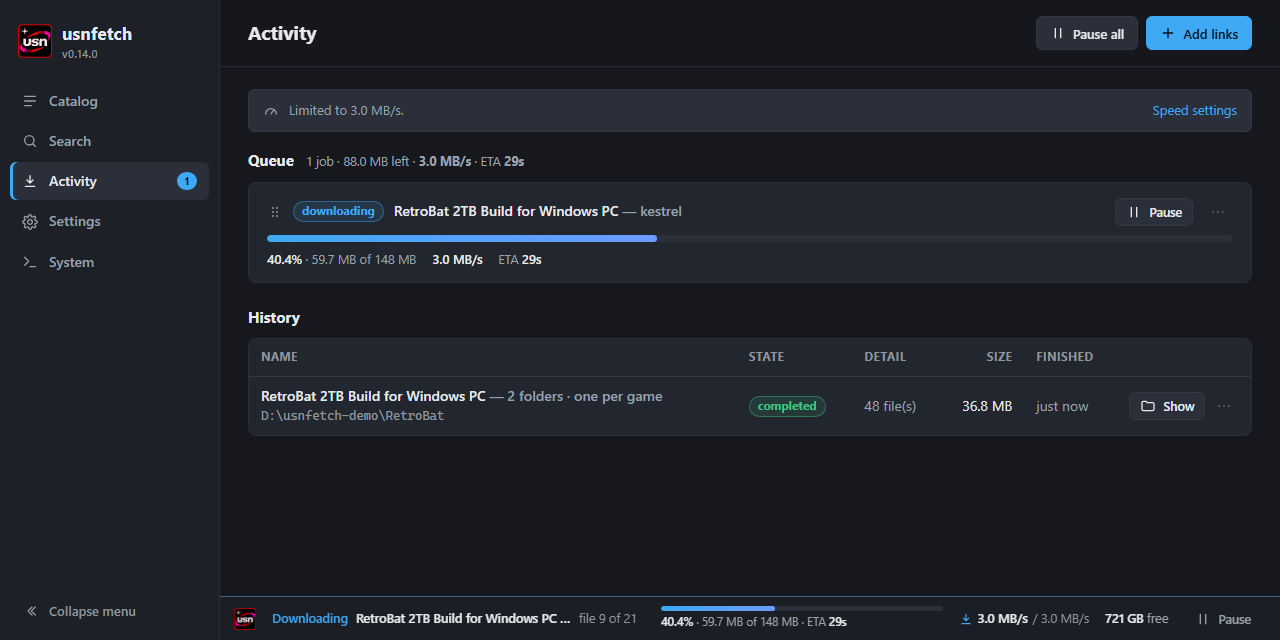 usn usnfetch
v0.14.0
Catalog
Search
Activity 1
Settings
System
Collapse menu
Activity
Pause all
Add links
Limited to 3.0 MB/s.
Speed settings
Queue 1 job · 88.0 MB left · 3.0 MB/s · ETA 29s
downloading RetroBat 2TB Build for Windows PC — kestrel
Pause ···
40.4% · 59.7 MB of 148 MB 3.0 MB/s ETA 29s
History
NAME STATE DETAIL SIZE FINISHED
RetroBat 2TB Build for Windows PC — 2 folders · one per game
D:\usnfetch-demo\RetroBat
completed 48 file(s) 36.8 MB just now Show ···
usn Downloading RetroBat 2TB Build for Windows PC ... file 9 of 21
40.4% · 59.7 MB of 148 MB · ETA 29s
3.0 MB/s / 3.0 MB/s 721 GB free Pause